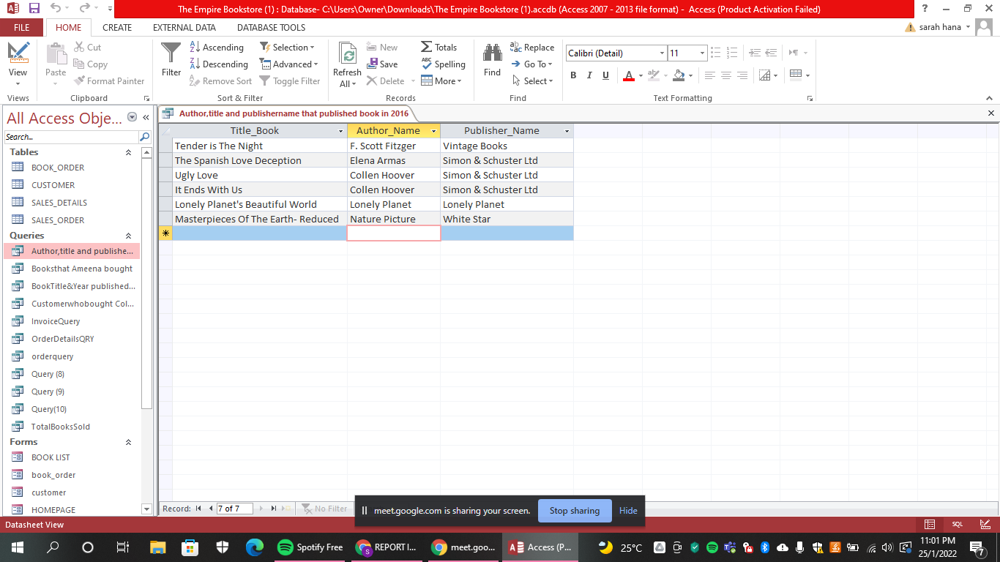 The Empire Bookstore (1) : Database- C:\Users\Owner\Downloads\The Empire Bookstore (1).accdb (Access 2007 - 2013 file format) - Access (Product Activation Failed)
FILE HOME CREATE EXTERNAL DATA DATABASE TOOLS sarah hana
View
Views
Paste
Cut
Copy
Format Painter
Clipboard
Filter
Ascending
Descending
Remove Sort
Selection
Advanced
Toggle Filter
Sort & Filter
Refresh
All
New
Save
Delete
Totals
Spelling
More
Records
Find
Replace
Go To
Select
Find
Calibri (Detail) 11
B I U
Text Formatting
All Access Obje...
Search...
Tables
BOOK_ORDER
CUSTOMER
SALES_DETAILS
SALES_ORDER
Queries
Author,title and publishe...
Booksthat Ameena bought
BookTitle&Year published...
Customerwhobought Col...
InvoiceQuery
OrderDetailsQRY
orderquery
Query (8)
Query (9)
Query(10)
TotalBooksSold
Forms
BOOK LIST
book_order
customer
HOMEPAGE
Author,title and publishername that published book in 2016
Title_Book Author_Name Publisher_Name
Tender is The Night F. Scott Fitzger Vintage Books
The Spanish Love Deception Elena Armas Simon & Schuster Ltd
Ugly Love Collen Hoover Simon & Schuster Ltd
It Ends With Us Collen Hoover Simon & Schuster Ltd
Lonely Planet's Beautiful World Lonely Planet Lonely Planet
Masterpieces Of The Earth- Reduced Nature Picture White Star
Record: 7 of 7 No Filter
meet.google.com is sharing your screen. Stop sharing Hide
Datasheet View SQL
Spotify Free REPORT I... meet.goo... Access (P... 25°C 11:01 PM
25/1/2022 7